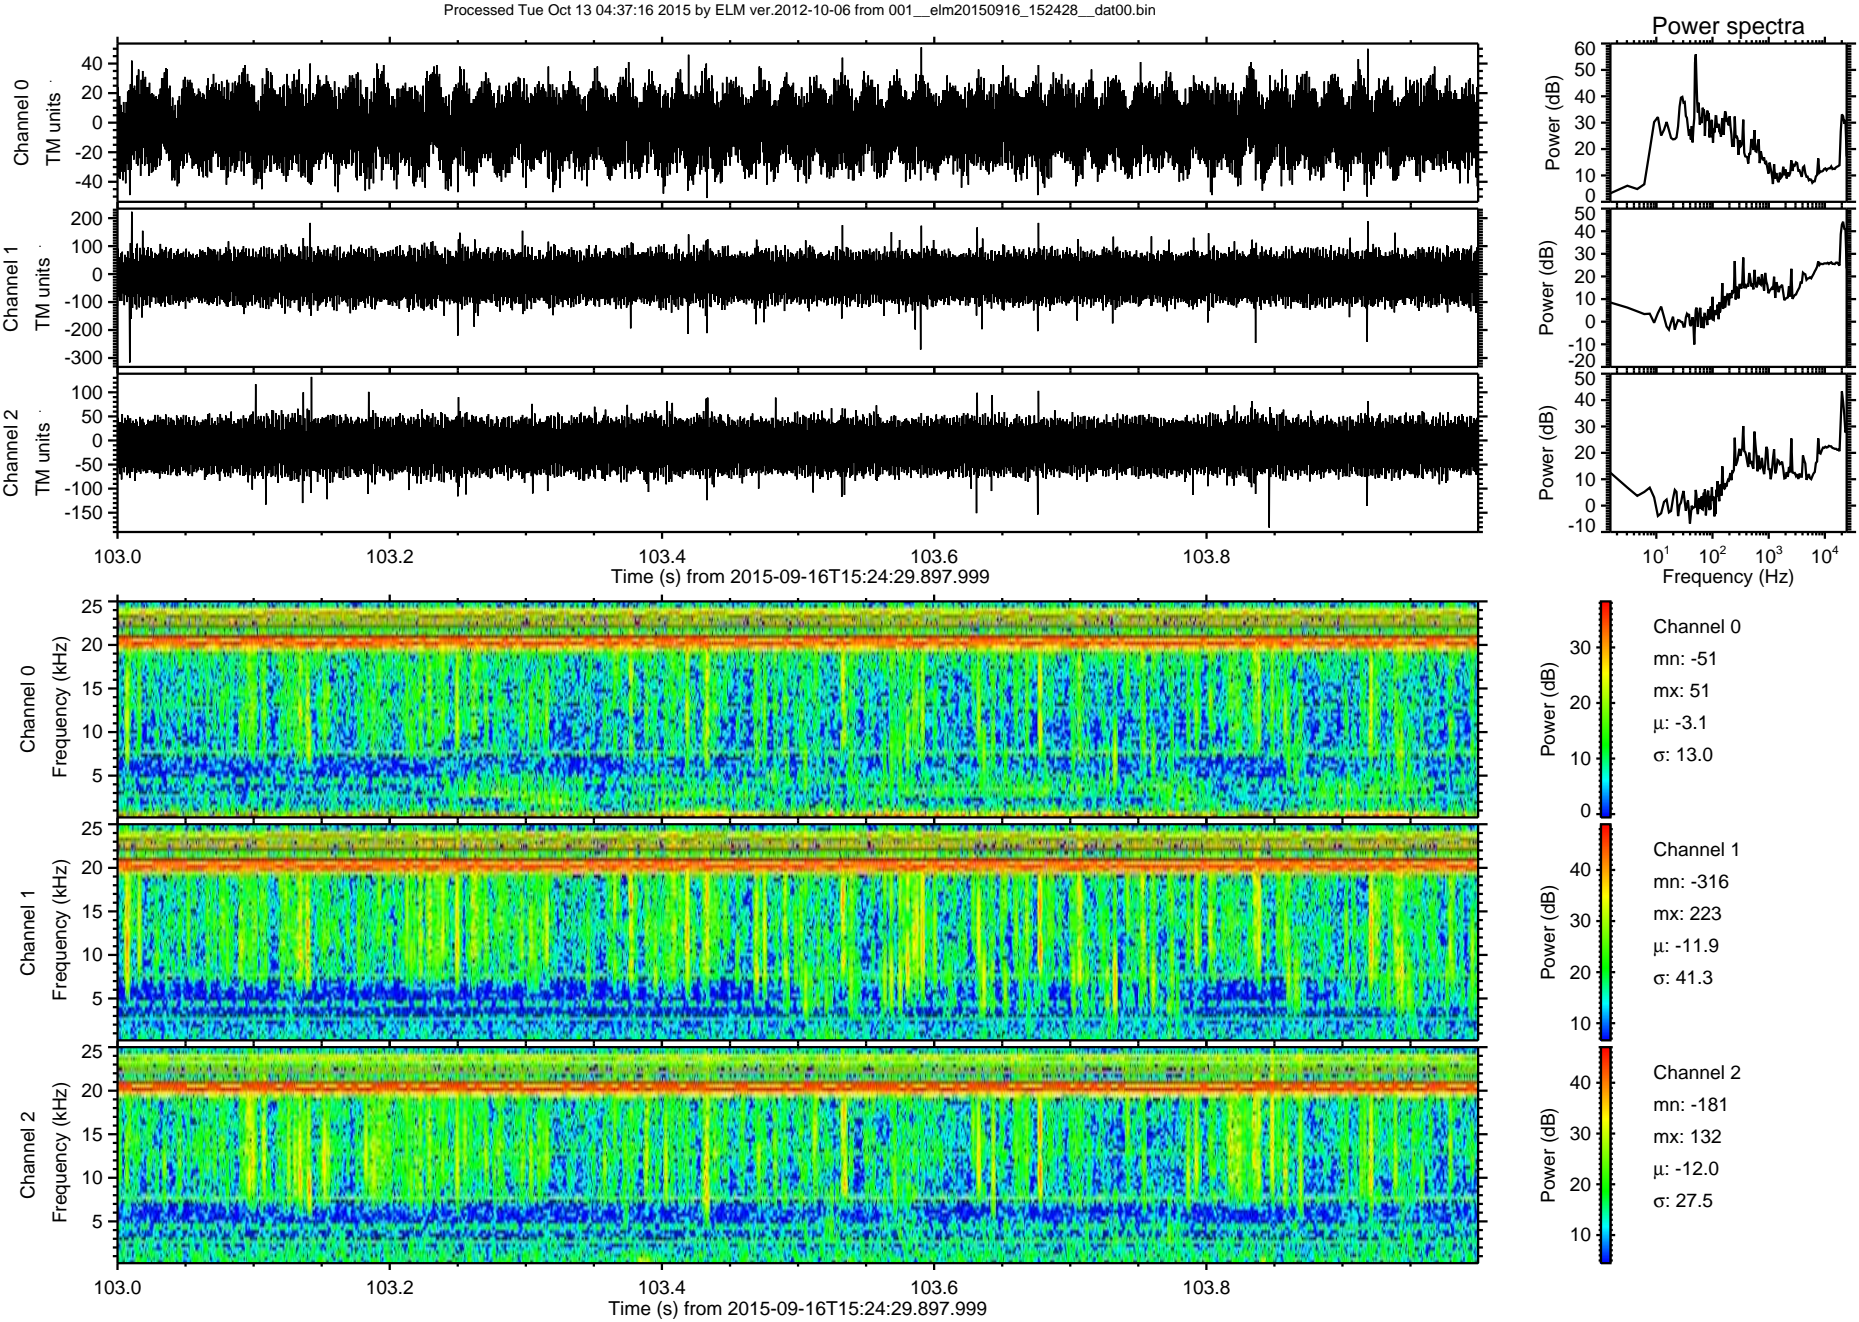 Processed Tue Oct 13 04:37:16 2015 by ELM ver.2012-10-06 from 001__elm20150916_152428__dat00.bin
Power spectra
Channel 0
TM units
40
20
0
-20
-40
Power (dB)
60
50
40
30
20
10
0
Channel 1
TM units
200
100
0
-100
-200
-300
Power (dB)
50
40
30
20
10
0
-10
-20
Channel 2
TM units
100
50
0
-50
-100
-150
Power (dB)
50
40
30
20
10
0
-10
103.0 103.2 103.4 103.6 103.8
Time (s) from 2015-09-16T15:24:29.897.999
10^1 10^2 10^3 10^4
Frequency (Hz)
Channel 0
Frequency (kHz)
25
20
15
10
5
Power (dB)
30
20
10
0
Channel 0
mn: -51
mx: 51
µ: -3.1
σ: 13.0
Channel 1
Frequency (kHz)
25
20
15
10
5
Power (dB)
40
30
20
10
Channel 1
mn: -316
mx: 223
µ: -11.9
σ: 41.3
Channel 2
Frequency (kHz)
25
20
15
10
5
Power (dB)
40
30
20
10
Channel 2
mn: -181
mx: 132
µ: -12.0
σ: 27.5
103.0 103.2 103.4 103.6 103.8
Time (s) from 2015-09-16T15:24:29.897.999